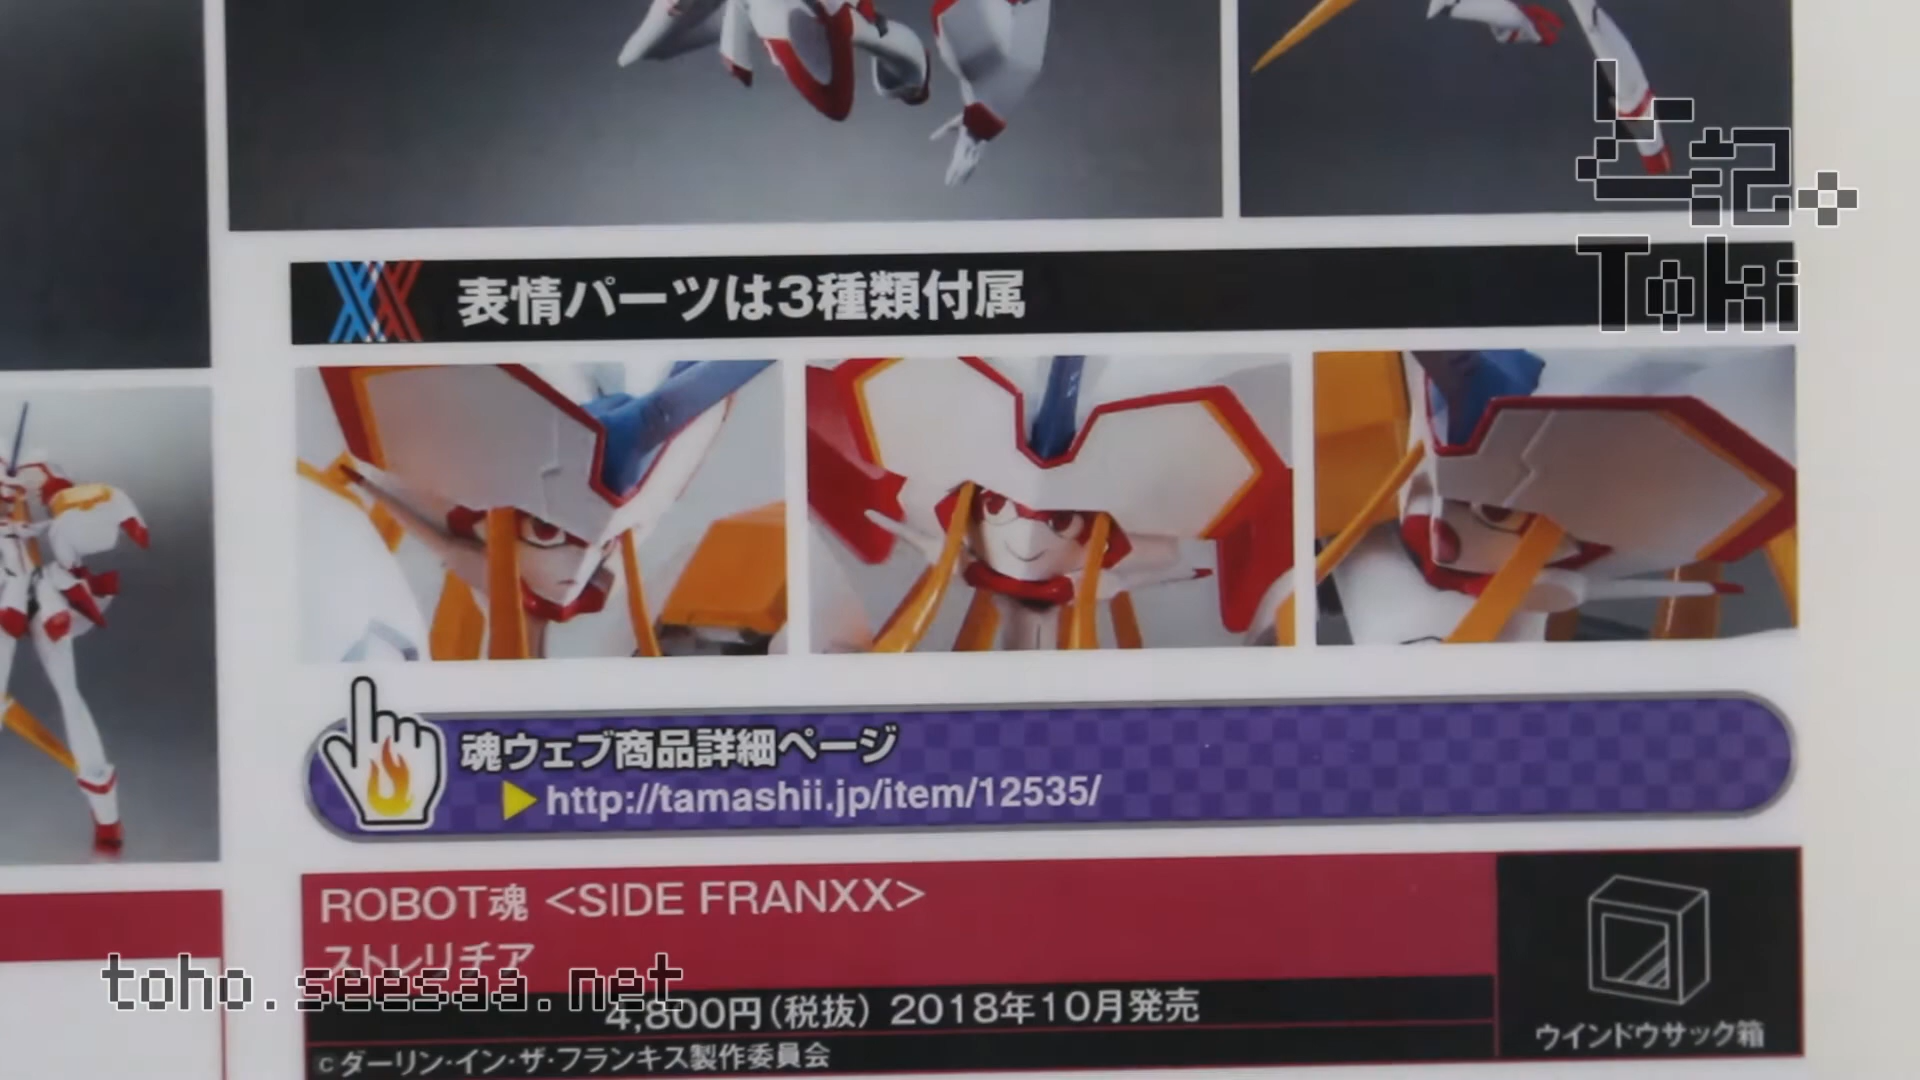 と記。
Toki
表情パーツは3種類付属
魂ウェブ商品詳細ページ
http://tamashii.jp/item/12535/
ROBOT魂 <SIDE FRANXX>
ストレリチア
toho.seesaa.net
4,800円(税抜) 2018年10月発売
ウインドウサック箱
©ダーリン・イン・ザ・フランキス製作委員会